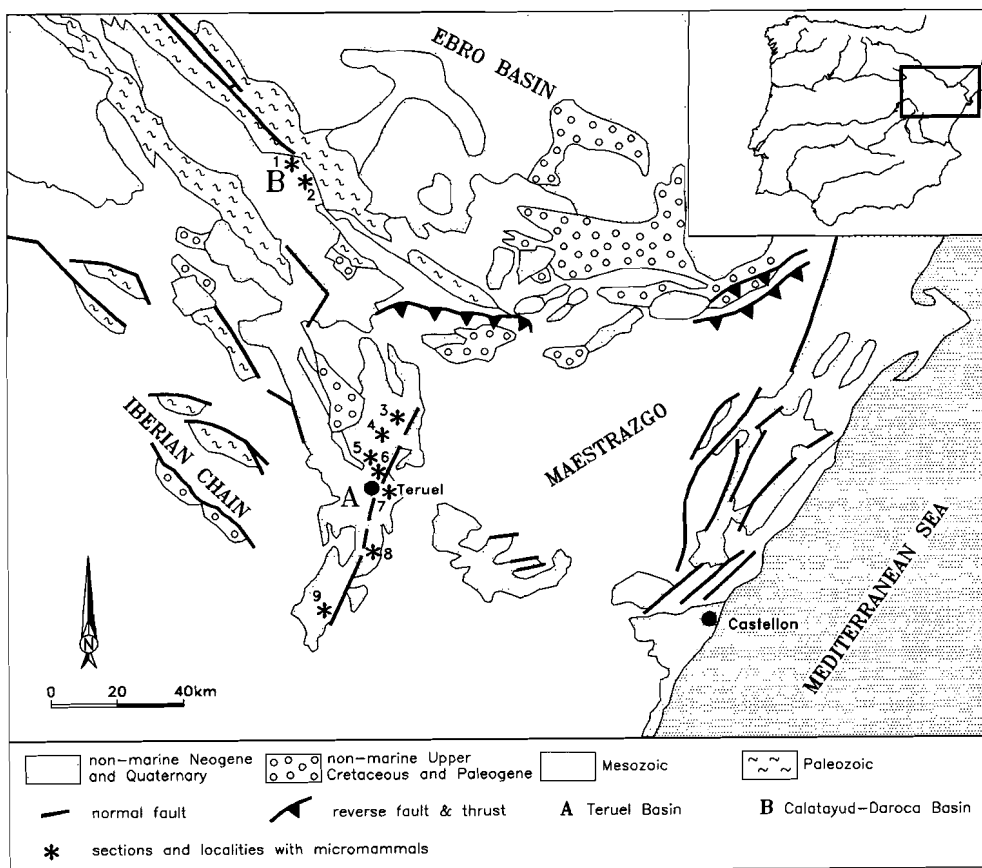 EBRO BASIN
1
B
2
IBERIAN CHAIN
MAESTRAZGO
3
4
5
6
A
Teruel
7
8
9
Castellon
MEDITERRANEAN SEA
N
0 20 40km
non-marine Neogene
and Quaternary
non-marine Upper
Cretaceous and Paleogene
Mesozoic
Paleozoic
normal fault
reverse fault & thrust
A Teruel Basin
B Calatayud-Daroca Basin
sections and localities with micromammals